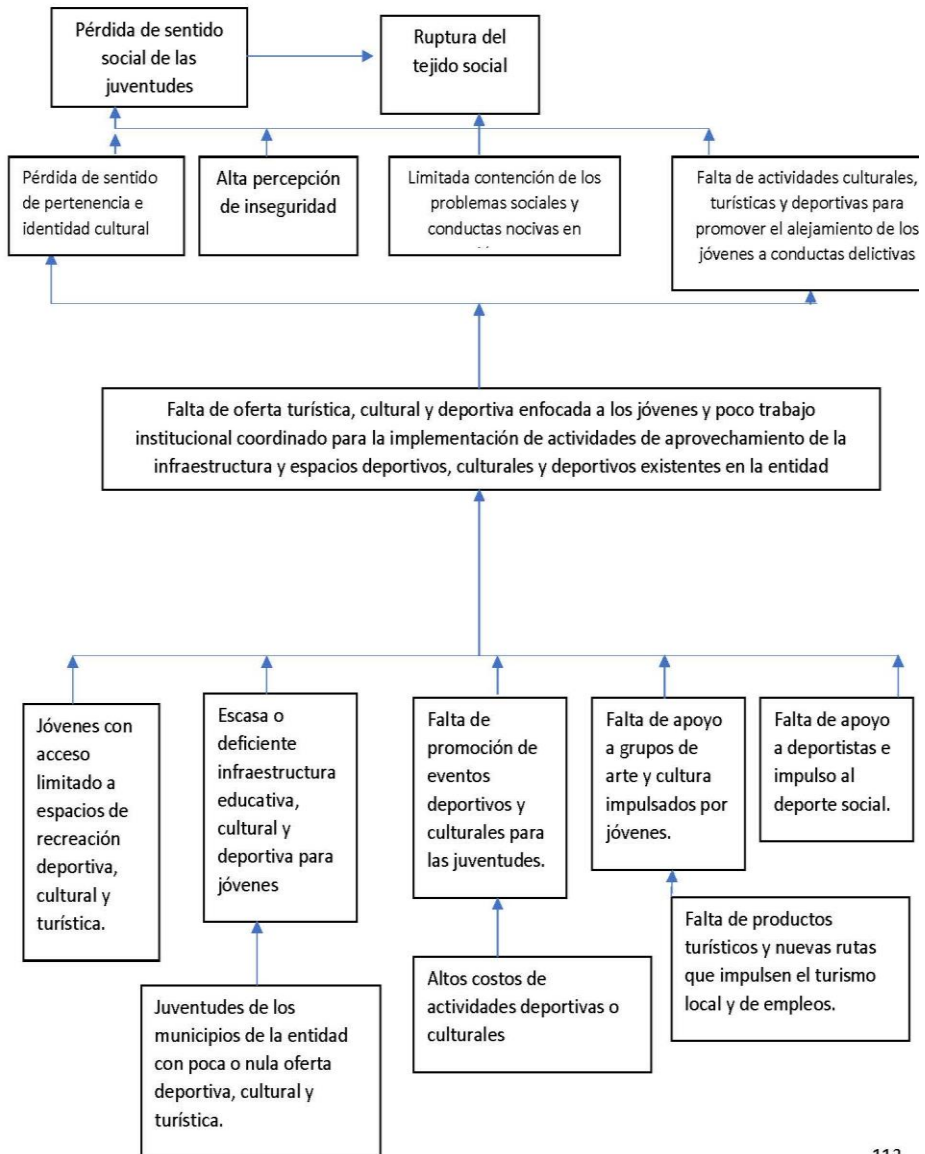 Pérdida de sentido
social de las
juventudes
Ruptura del
tejido social
Pérdida de sentido
de pertenencia e
identidad cultural
Alta percepción
de inseguridad
Limitada contención de los
problemas sociales y
conductas nocivas en
Falta de actividades culturales,
turísticas y deportivas para
promover el alejamiento de los
jóvenes a conductas delictivas
Falta de oferta turística, cultural y deportiva enfocada a los jóvenes y poco trabajo
institucional coordinado para la implementación de actividades de aprovechamiento de la
infraestructura y espacios deportivos, culturales y deportivos existentes en la entidad
Jóvenes con
acceso
limitado a
espacios de
recreación
deportiva,
cultural y
turística.
Escasa o
deficiente
infraestructura
educativa,
cultural y
deportiva para
jóvenes
Falta de
promoción de
eventos
deportivos y
culturales para
las juventudes.
Falta de apoyo
a grupos de
arte y cultura
impulsados por
jóvenes.
Falta de apoyo
a deportistas e
impulso al
deporte social.
Juventudes de los
municipios de la entidad
con poca o nula oferta
deportiva, cultural y
turística.
Altos costos de
actividades deportivas o
culturales
Falta de productos
turísticos y nuevas rutas
que impulsen el turismo
local y de empleos.